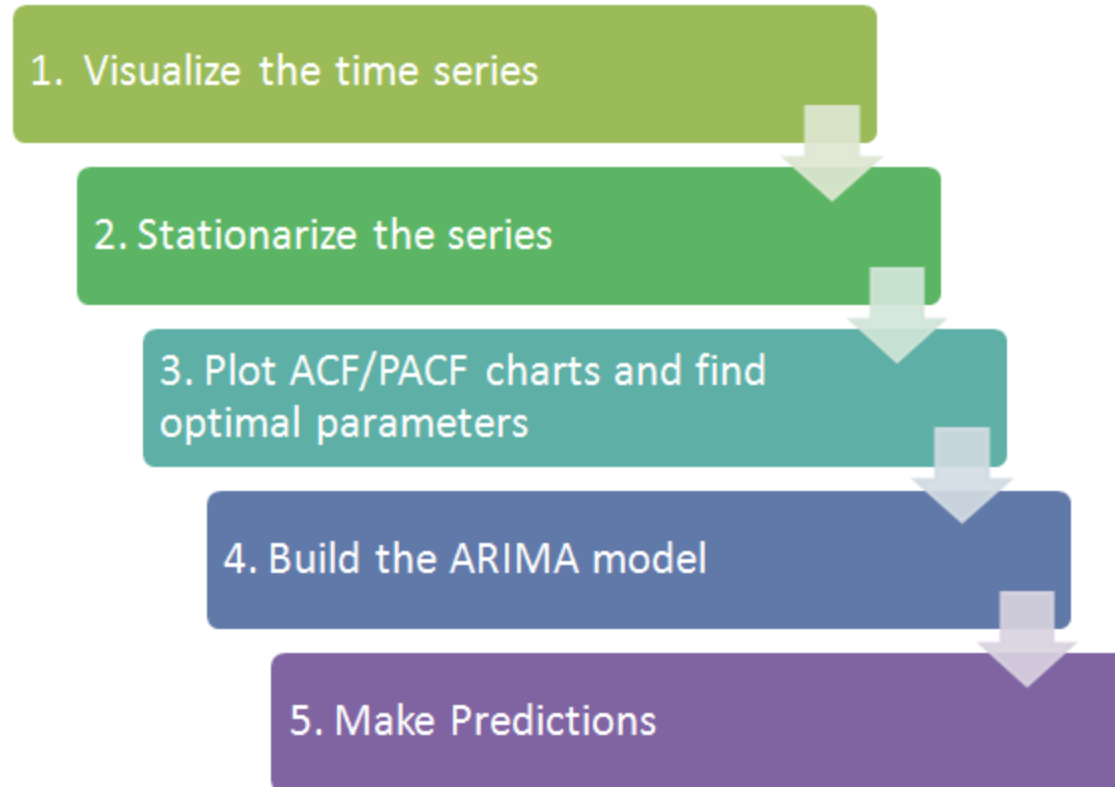 1. Visualize the time series
2. Stationarize the series
3. Plot ACF/PACF charts and find
optimal parameters
4. Build the ARIMA model
5. Make Predictions